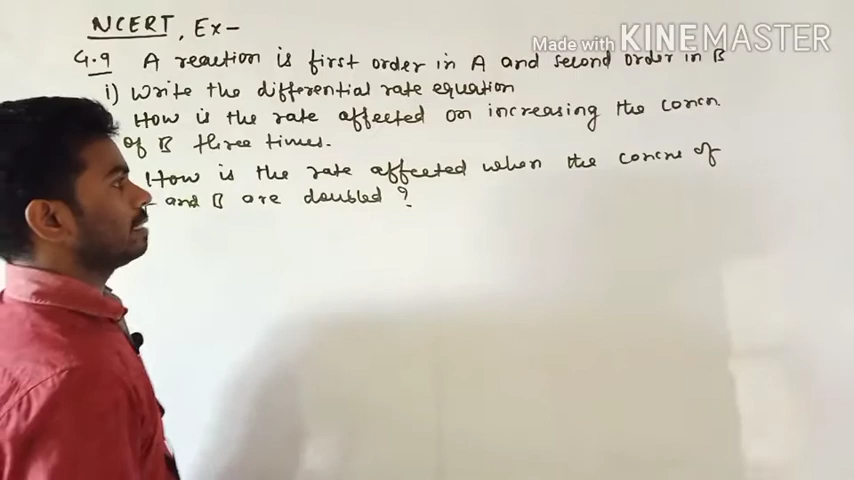 NCERT, Ex-
Made with KINEMASTER
4.9 A reaction is first order in A and second order in B
i) Write the differential rate equation
How is the rate affected on increasing the concn.
of B three times.
How is the rate affected when the concne of
and B are doubled ?